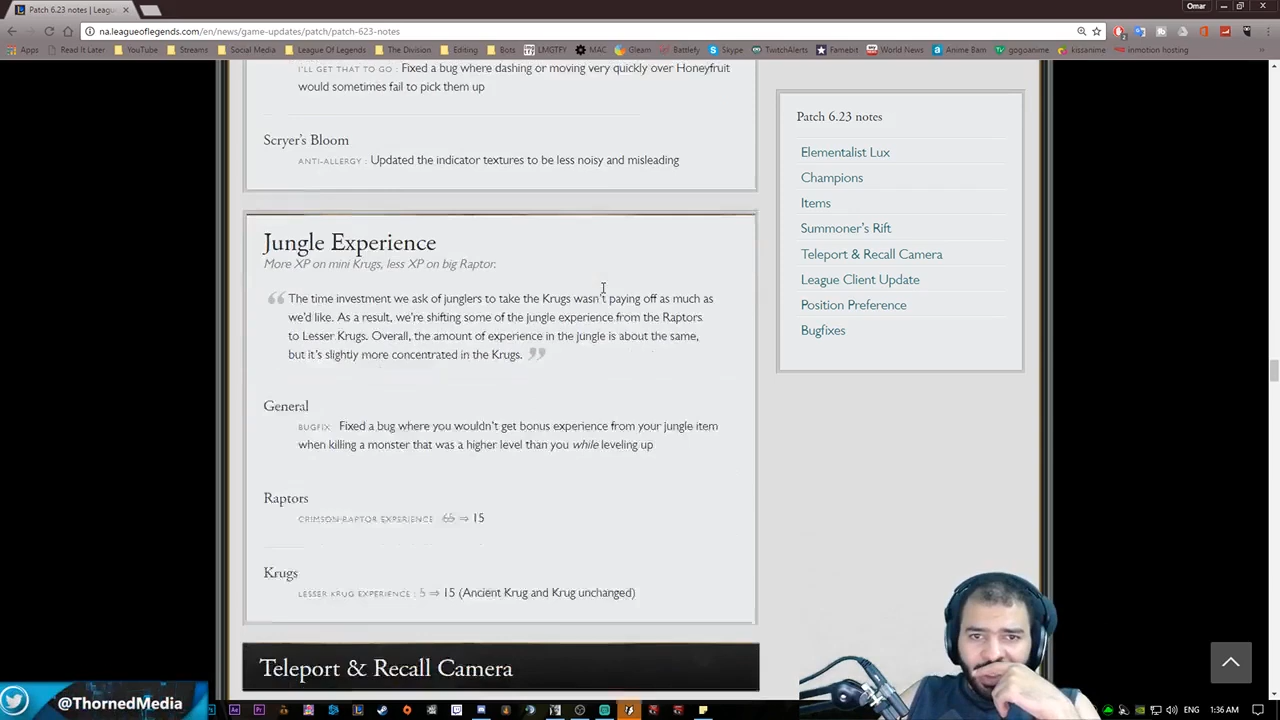 Patch 6.23 notes | Leagu
Omar
na.leagueoflegends.com/en/news/game-updates/patch/patch-623-notes
Apps Read It Later YouTube Streams Social Media League Of Legends The Division Editing Bots LMGTFY MAC Gleam Battlefy Skype TwitchAlerts Famebit World News Anime Bam gogoanime kissanime inmotion hosting
I'LL GET THAT TO GO : Fixed a bug where dashing or moving very quickly over Honeyfruit
would sometimes fail to pick them up
Scryer's Bloom
ANTI-ALLERGY : Updated the indicator textures to be less noisy and misleading
Jungle Experience
More XP on mini Krugs, less XP on big Raptor.
The time investment we ask of junglers to take the Krugs wasn't paying off as much as
we'd like. As a result, we're shifting some of the jungle experience from the Raptors
to Lesser Krugs. Overall, the amount of experience in the jungle is about the same,
but it's slightly more concentrated in the Krugs.
General
BUGFIX Fixed a bug where you wouldn't get bonus experience from your jungle item
when killing a monster that was a higher level than you while leveling up
Raptors
CRIMSON RAPTOR EXPERIENCE : 65 ⇒ 15
Krugs
LESSER KRUG EXPERIENCE : 5 ⇒ 15 (Ancient Krug and Krug unchanged)
Teleport & Recall Camera
Patch 6.23 notes
Elementalist Lux
Champions
Items
Summoner's Rift
Teleport & Recall Camera
League Client Update
Position Preference
Bugfixes
@ThornedMedia
1:36 AM